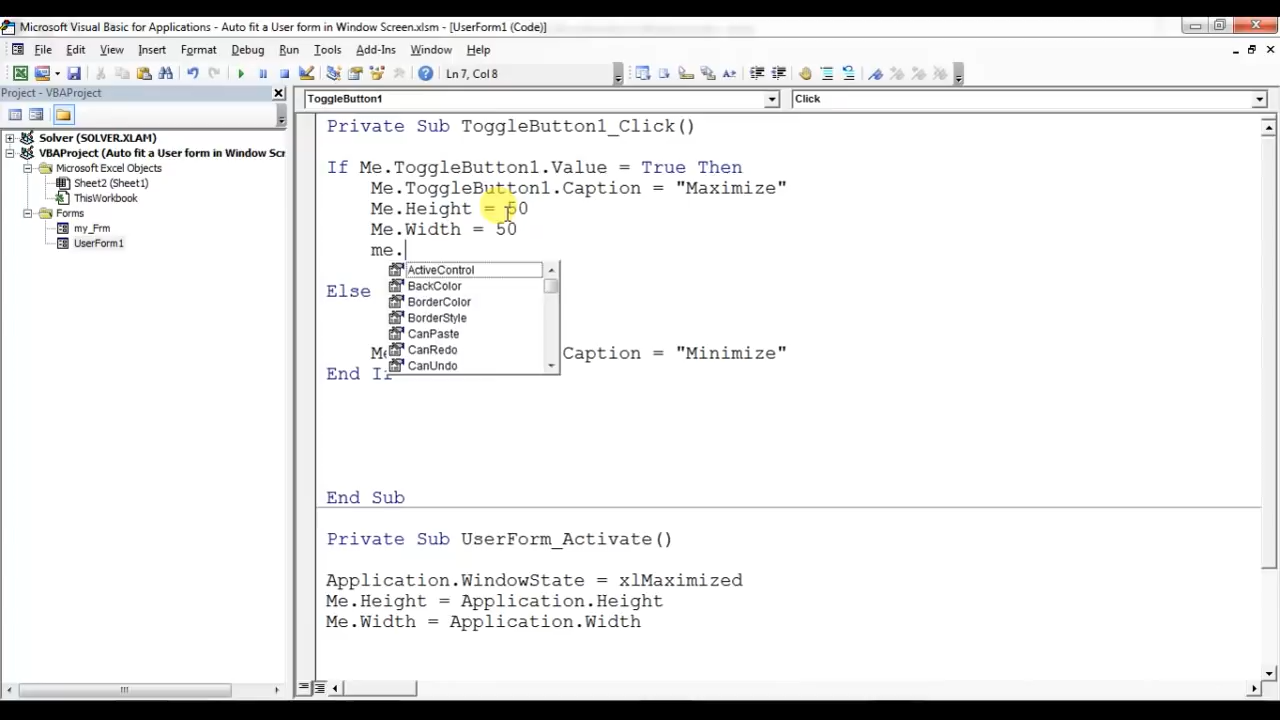 Microsoft Visual Basic for Applications - Auto fit a User form in Window Screen.xlsm - [UserForm1 (Code)]
File Edit View Insert Format Debug Run Tools Add-Ins Window Help
Ln 7, Col 8
Project - VBAProject
ToggleButton1 Click
Solver (SOLVER.XLAM)
VBAProject (Auto fit a User form in Window Scr
Microsoft Excel Objects
Sheet2 (Sheet1)
ThisWorkbook
Forms
my_Frm
UserForm1
Private Sub ToggleButton1_Click()
If Me.ToggleButton1.Value = True Then
Me.ToggleButton1.Caption = "Maximize"
Me.Height = 50
Me.Width = 50
me.
ActiveControl
BackColor
BorderColor
BorderStyle
CanPaste
CanRedo
CanUndo
Else
Me Caption = "Minimize"
End If
End Sub
Private Sub UserForm_Activate()
Application.WindowState = xlMaximized
Me.Height = Application.Height
Me.Width = Application.Width